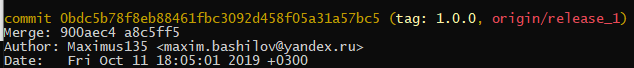 commit 0bdc5b78f8eb88461fbc3092d458f05a31a57bc5 (tag: 1.0.0, origin/release_1)
Merge: 900aec4 a8c5ff5
Author: Maximus135 <maxim.bashilov@yandex.ru>
Date:   Fri Oct 11 18:05:01 2019 +0300